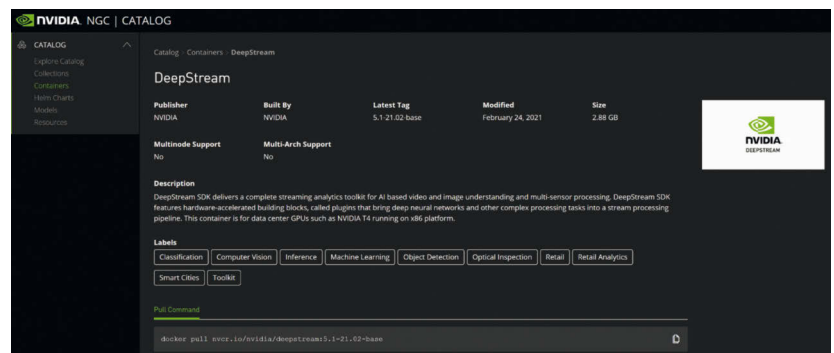 NVIDIA. NGC | CATALOG
CATALOG
Explore Catalog
Collections
Containers
Helm Charts
Models
Resources
Catalog > Containers > DeepStream
DeepStream
Publisher Built By Latest Tag Modified Size
NVIDIA NVIDIA 5.1-21.02-base February 24, 2021 2.88 GB
Multinode Support Multi-Arch Support
No No
NVIDIA.
DEEPSTREAM
Description
DeepStream SDK delivers a complete streaming analytics toolkit for AI based video and image understanding and multi-sensor processing. DeepStream SDK
features hardware-accelerated building blocks, called plugins that bring deep neural networks and other complex processing tasks into a stream processing
pipeline. This container is for data center GPUs such as NVIDIA T4 running on x86 platform.
Labels
Classification Computer Vision Inference Machine Learning Object Detection Optical Inspection Retail Retail Analytics
Smart Cities Toolkit
Pull Command
docker pull nvcr.io/nvidia/deepstream:5.1-21.02-base